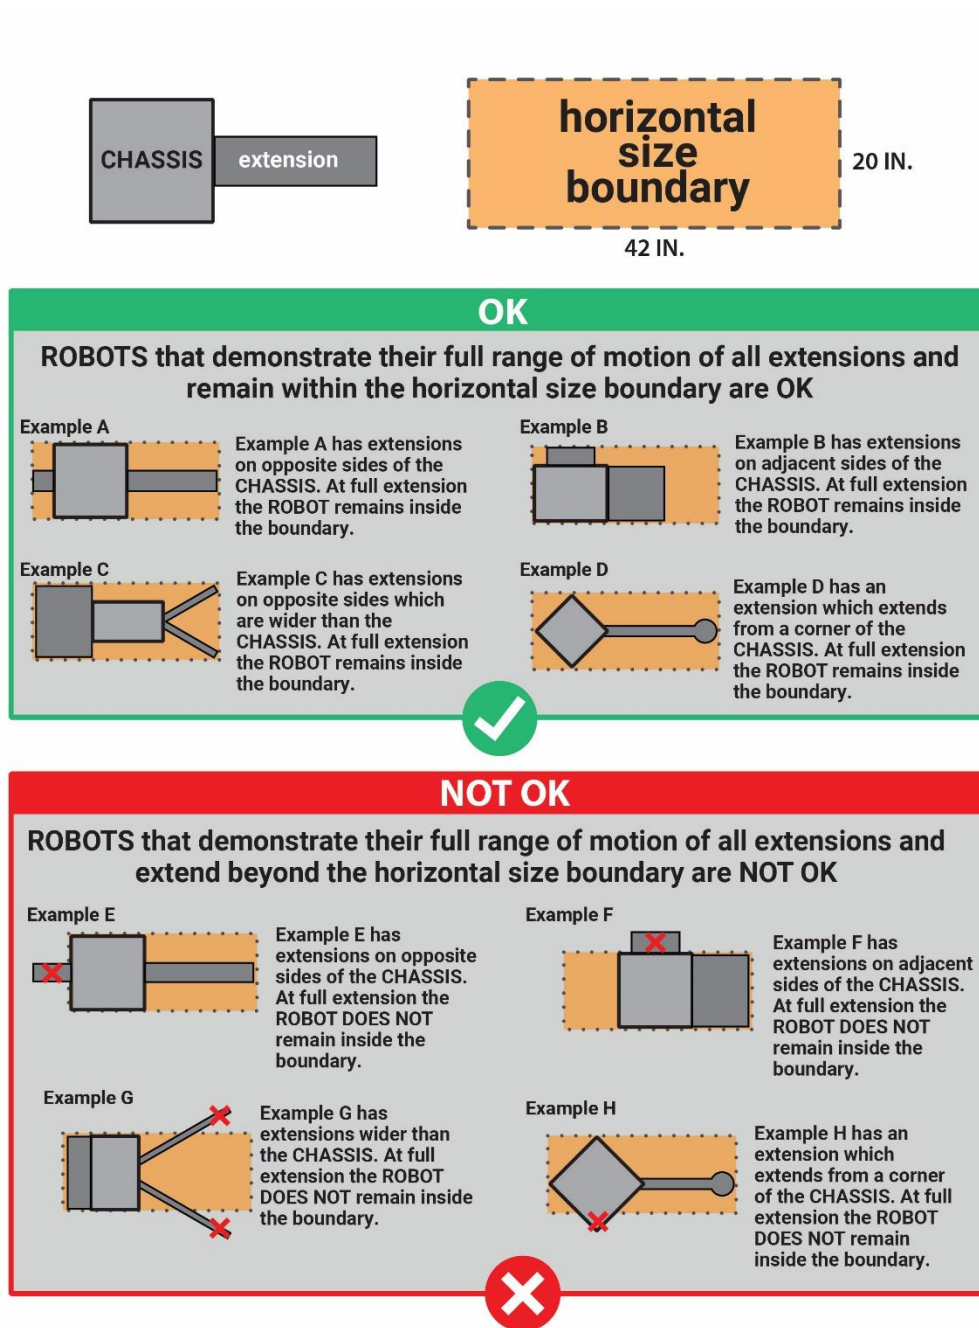 CHASSIS
extension
horizontal
size
boundary
20 IN.
42 IN.
OK
ROBOTS that demonstrate their full range of motion of all extensions and
remain within the horizontal size boundary are OK
Example A
Example A has extensions
on opposite sides of the
CHASSIS. At full extension
the ROBOT remains inside
the boundary.
Example B
Example B has extensions
on adjacent sides of the
CHASSIS. At full extension
the ROBOT remains inside
the boundary.
Example C
Example C has extensions
on opposite sides which
are wider than the
CHASSIS. At full extension
the ROBOT remains inside
the boundary.
Example D
Example D has an
extension which extends
from a corner of the
CHASSIS. At full extension
the ROBOT remains inside
the boundary.
NOT OK
ROBOTS that demonstrate their full range of motion of all extensions and
extend beyond the horizontal size boundary are NOT OK
Example E
Example E has
extensions on opposite
sides of the CHASSIS.
At full extension the
ROBOT DOES NOT
remain inside the
boundary.
Example F
Example F has
extensions on adjacent
sides of the CHASSIS.
At full extension the
ROBOT DOES NOT
remain inside the
boundary.
Example G
Example G has
extensions wider than
the CHASSIS. At full
extension the ROBOT
DOES NOT remain inside
the boundary.
Example H
Example H has an
extension which
extends from a corner
of the CHASSIS. At full
extension the ROBOT
DOES NOT remain
inside the boundary.